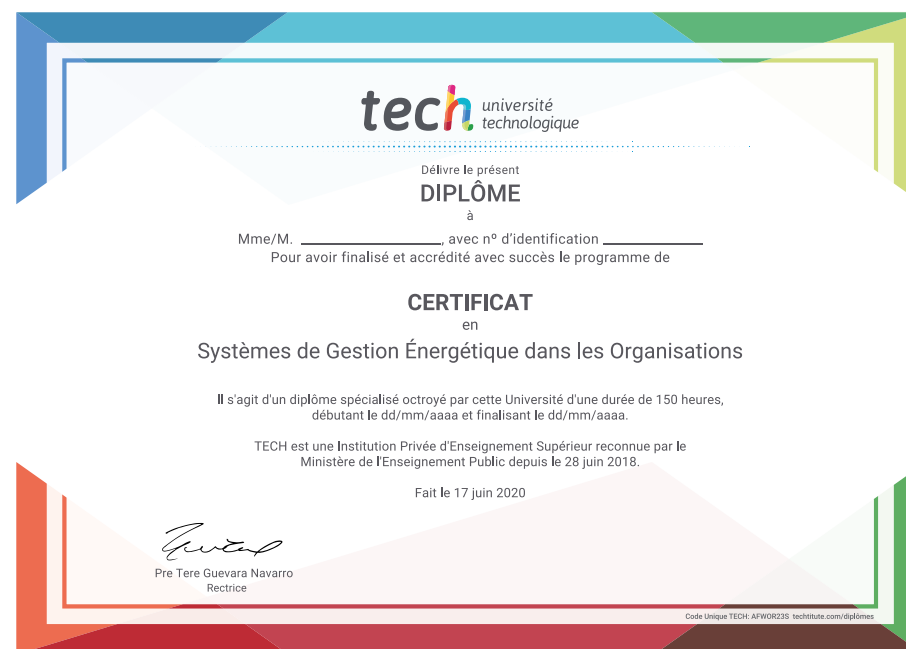 tech université
technologique
Délivre le présent
DIPLÔME
à
Mme/M. ____________________, avec nº d'identification ______________
Pour avoir finalisé et accrédité avec succès le programme de
CERTIFICAT
en
Systèmes de Gestion Énergétique dans les Organisations
Il s'agit d'un diplôme spécialisé octroyé par cette Université d'une durée de 150 heures,
débutant le dd/mm/aaaa et finalisant le dd/mm/aaaa.
TECH est une Institution Privée d'Enseignement Supérieur reconnue par le
Ministère de l'Enseignement Public depuis le 28 juin 2018.
Fait le 17 juin 2020
Pre Tere Guevara Navarro
Rectrice
Code Unique TECH: AFWOR23S techtitute.com/diplômes